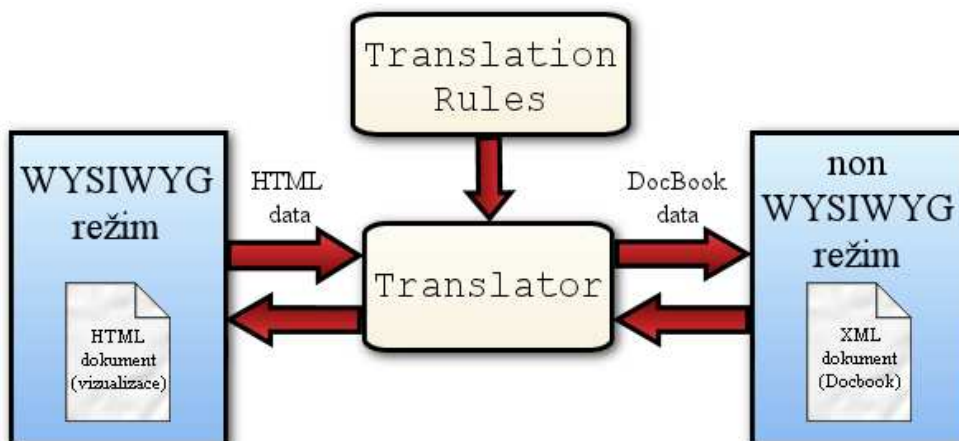 Translation
Rules
WYSIWYG
režim
HTML
data
DocBook
data
non
WYSIWYG
režim
Translator
HTML
dokument
(vizualizace)
XML
dokument
(Docbook)